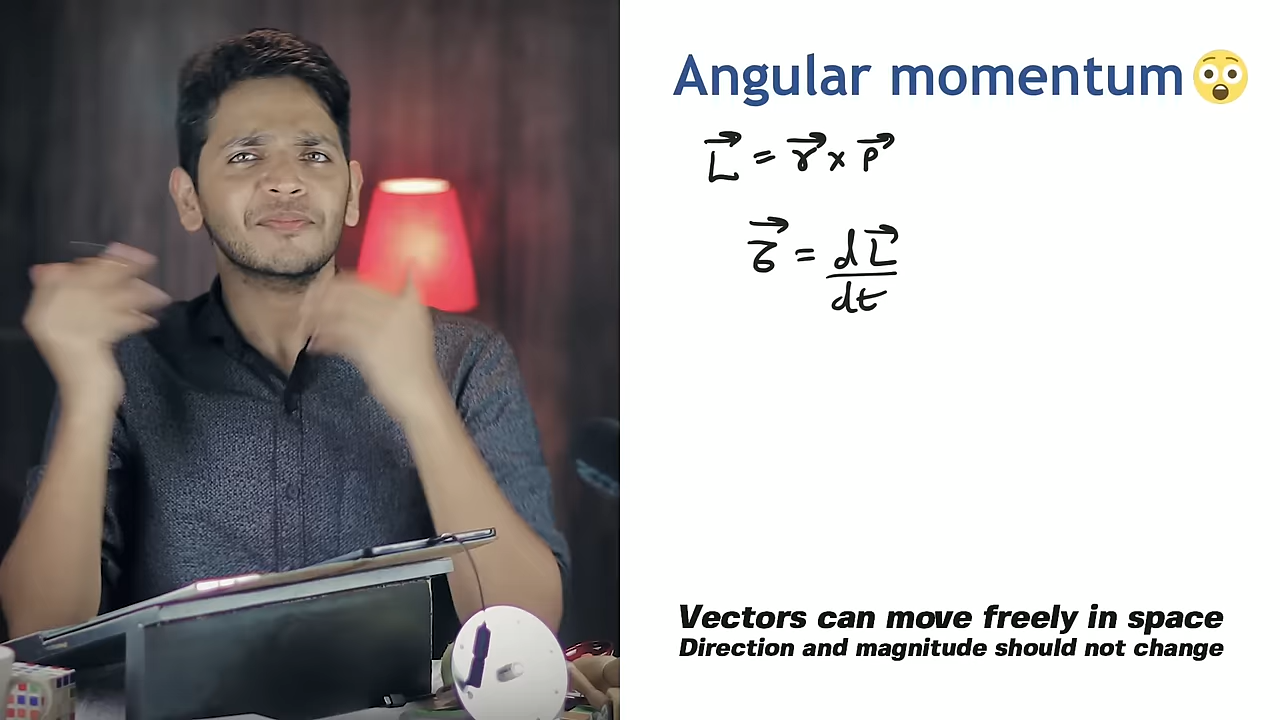 Angular momentum😲
L⃗ = r⃗ × p⃗
τ⃗ = dL⃗/dt
Vectors can move freely in space
Direction and magnitude should not change